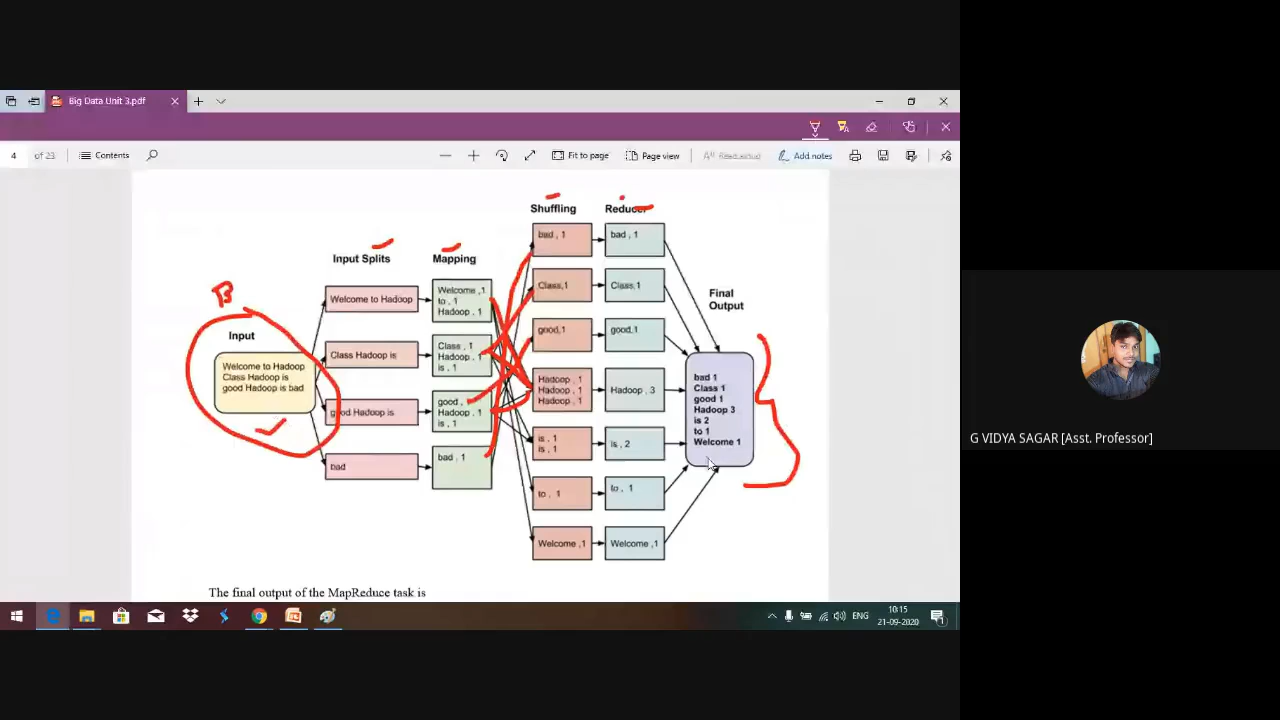 Big Data Unit 3.pdf
4 of 23
Contents
Fit to page
Page view
Read aloud
Add notes
B
Input
Welcome to Hadoop
Class Hadoop is
good Hadoop is bad
Input Splits
Welcome to Hadoop
Class Hadoop is
good Hadoop is
bad
Mapping
Welcome ,1
to , 1
Hadoop , 1
Class , 1
Hadoop , 1
is , 1
good , 1
Hadoop , 1
is , 1
bad , 1
Shuffling
bad , 1
Class,1
good,1
Hadoop , 1
Hadoop , 1
Hadoop , 1
is , 1
is , 1
to , 1
Welcome ,1
Reducer
bad , 1
Class,1
good,1
Hadoop , 3
is , 2
to , 1
Welcome ,1
Final
Output
bad 1
Class 1
good 1
Hadoop 3
is 2
to 1
Welcome 1
The final output of the MapReduce task is
G VIDYA SAGAR [Asst. Professor]
ENG
10:15
21-09-2020